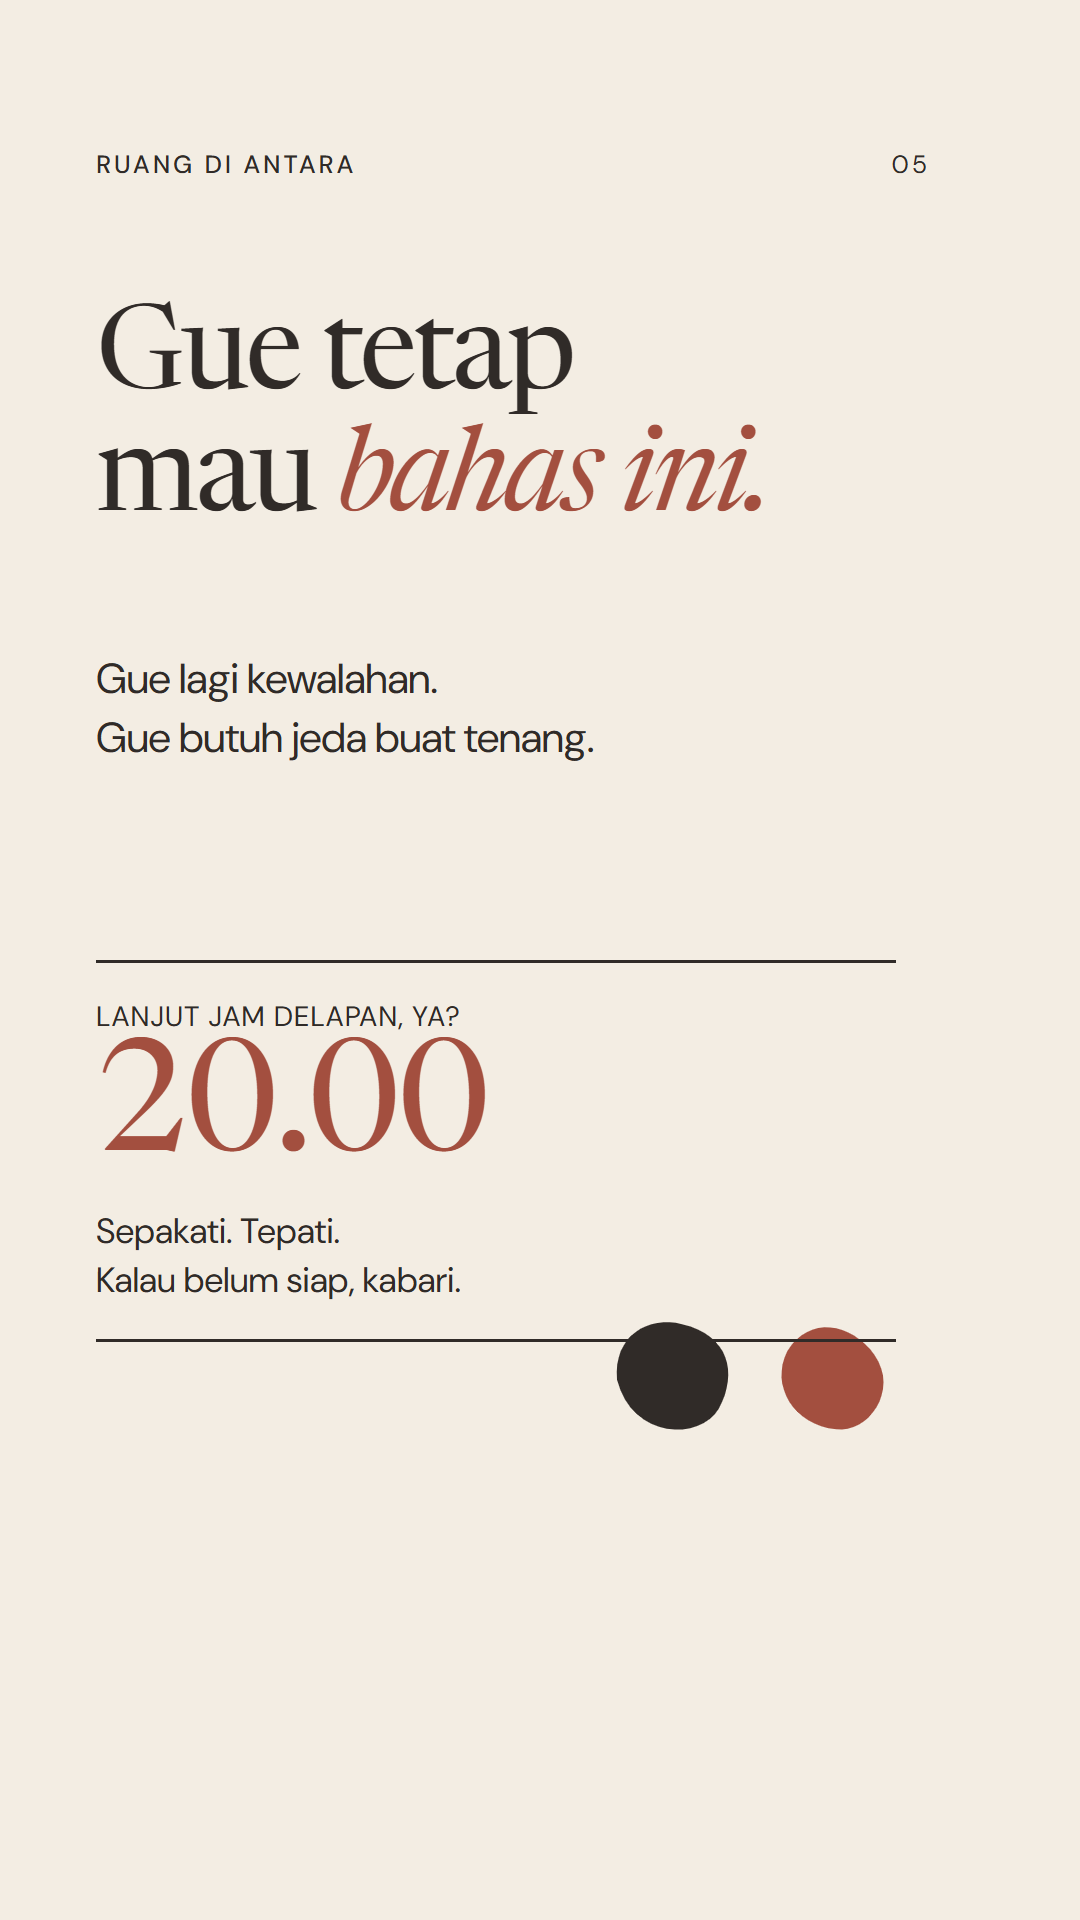 RUANG DI ANTARA
05
Gue tetap
mau bahas ini.
Gue lagi kewalahan.
Gue butuh jeda buat tenang.
LANJUT JAM DELAPAN, YA?
20.00
Sepakati. Tepati.
Kalau belum siap, kabari.